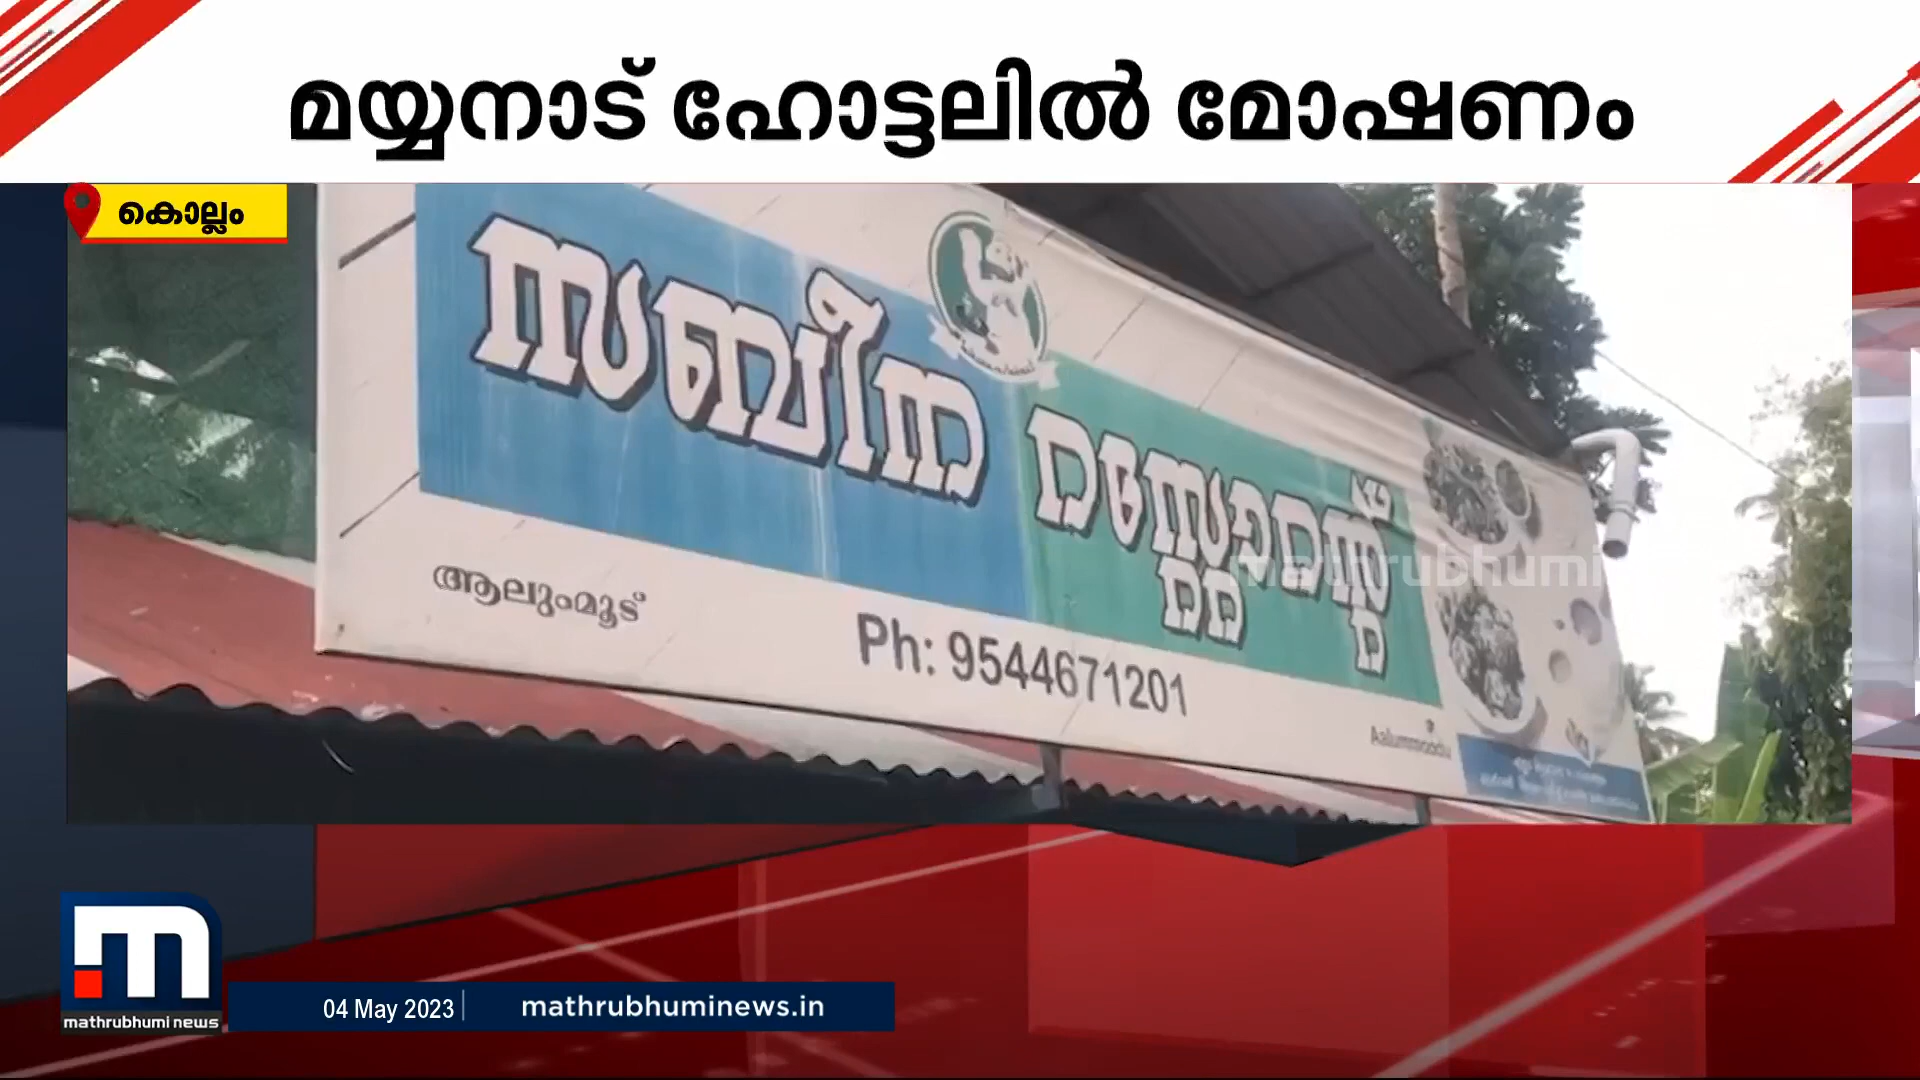 മയ്യനാട് ഹോട്ടലിൽ മോഷണം
കൊല്ലം
സബീന
റസ്റ്റോറന്റ്
ആലുംമൂട്
Ph: 9544671201
Aalummoodu
mathrubhumi
mathrubhumi news
04 May 2023
mathrubhuminews.in